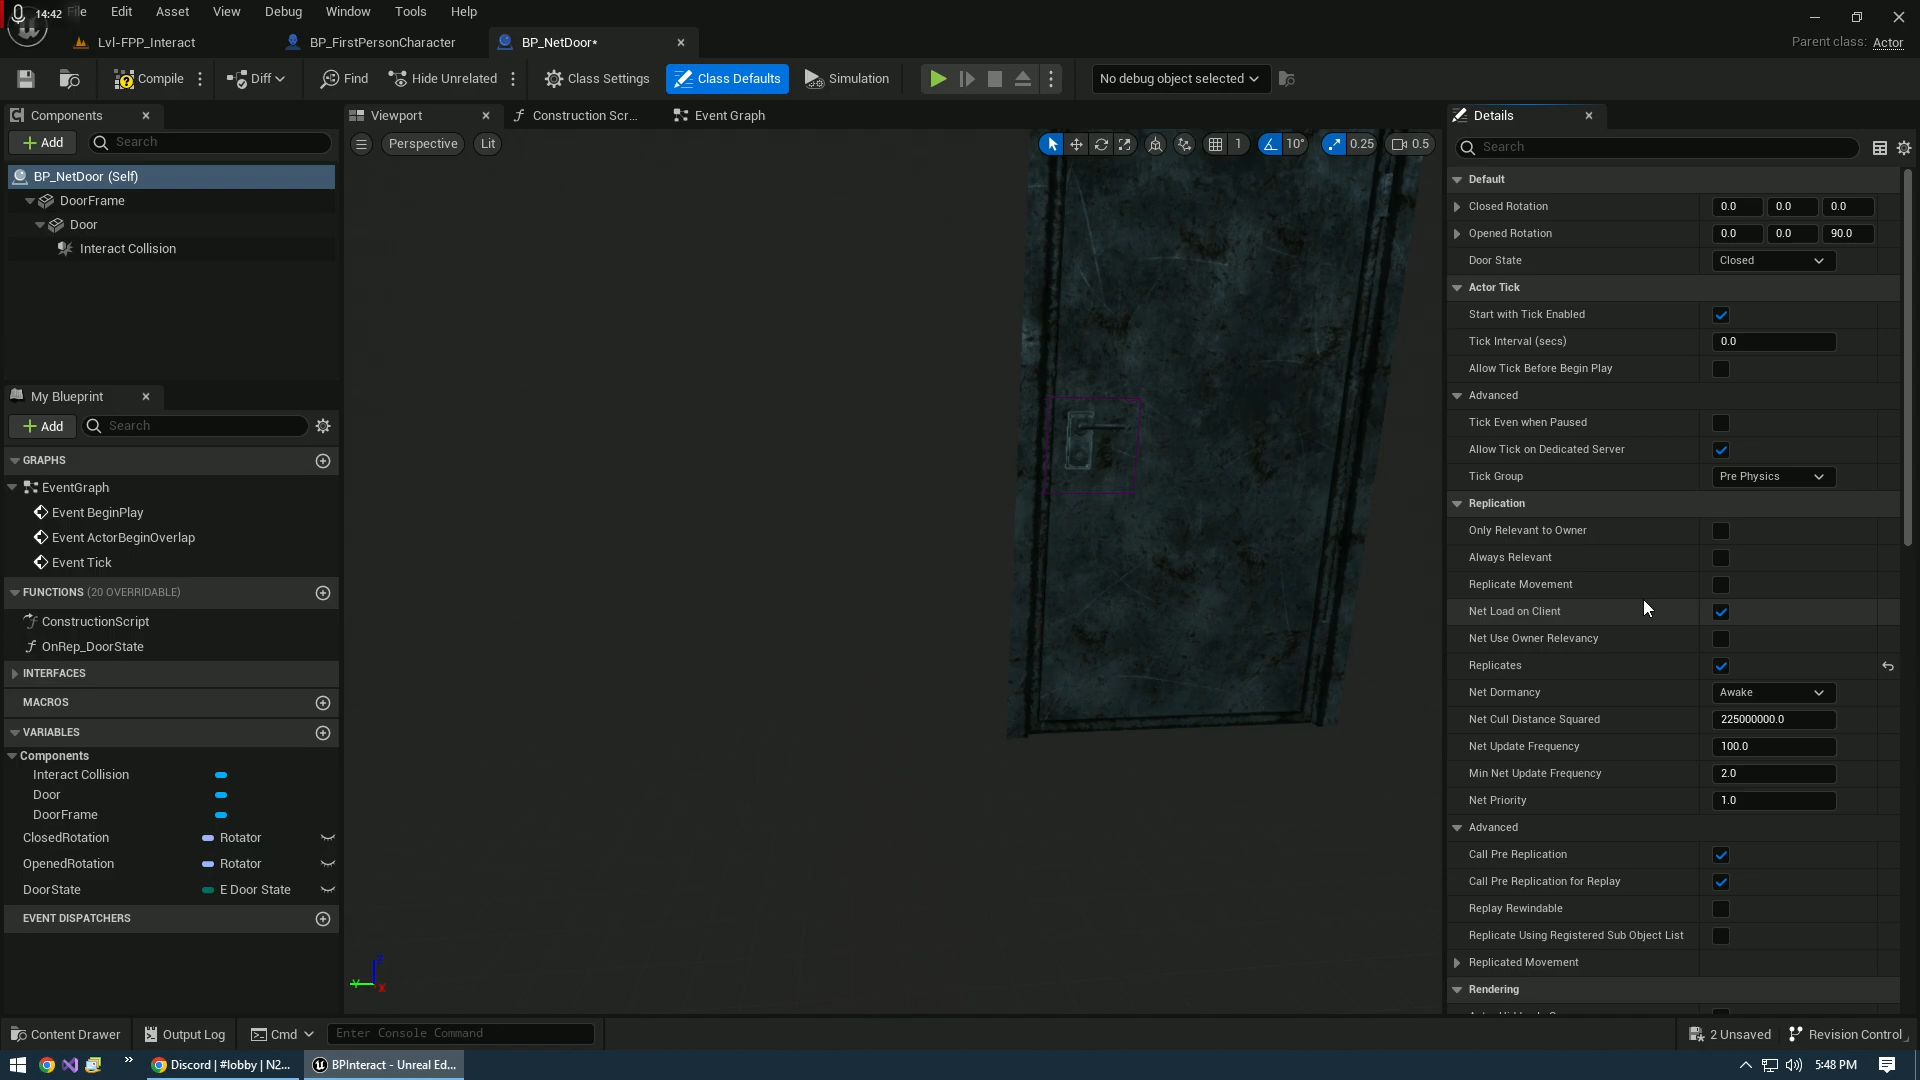 14:42
File Edit Asset View Debug Window Tools Help
Lvl-FPP_Interact BP_FirstPersonCharacter BP_NetDoor*
Parent class: Actor
Compile Diff Find Hide Unrelated Class Settings Class Defaults Simulation No debug object selected
Components
Add Search
BP_NetDoor (Self)
DoorFrame
Door
Interact Collision
My Blueprint
Add Search
GRAPHS
EventGraph
Event BeginPlay
Event ActorBeginOverlap
Event Tick
FUNCTIONS (20 OVERRIDABLE)
ConstructionScript
OnRep_DoorState
INTERFACES
MACROS
VARIABLES
Components
Interact Collision
Door
DoorFrame
ClosedRotation Rotator
OpenedRotation Rotator
DoorState E Door State
EVENT DISPATCHERS
Viewport Construction Scr... Event Graph
Perspective Lit 1 10° 0.25 0.5
Z
Y
X
Details
Search
Default
Closed Rotation 0.0 0.0 0.0
Opened Rotation 0.0 0.0 90.0
Door State Closed
Actor Tick
Start with Tick Enabled
Tick Interval (secs) 0.0
Allow Tick Before Begin Play
Advanced
Tick Even when Paused
Allow Tick on Dedicated Server
Tick Group Pre Physics
Replication
Only Relevant to Owner
Always Relevant
Replicate Movement
Net Load on Client
Net Use Owner Relevancy
Replicates
Net Dormancy Awake
Net Cull Distance Squared 225000000.0
Net Update Frequency 100.0
Min Net Update Frequency 2.0
Net Priority 1.0
Advanced
Call Pre Replication
Call Pre Replication for Replay
Replay Rewindable
Replicate Using Registered Sub Object List
Replicated Movement
Rendering
Content Drawer Output Log Cmd Enter Console Command 2 Unsaved Revision Control
Discord | #lobby | N2... BPInteract - Unreal Ed... 5:48 PM